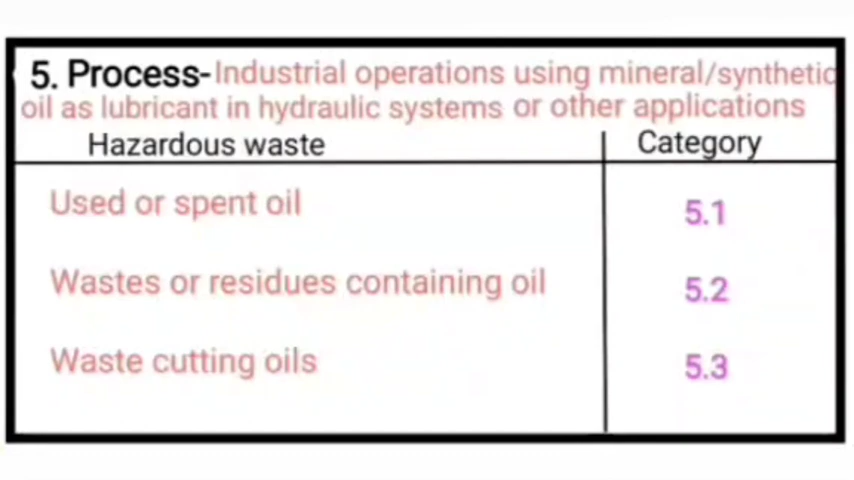 5. Process-Industrial operations using mineral/synthetic
oil as lubricant in hydraulic systems or other applications
Hazardous waste Category
Used or spent oil 5.1
Wastes or residues containing oil 5.2
Waste cutting oils 5.3